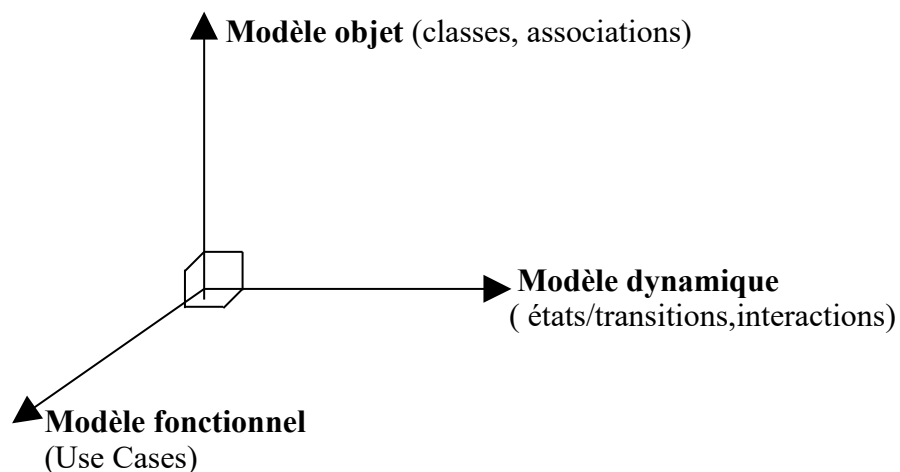 Modèle objet (classes, associations)
Modèle dynamique
( états/transitions,interactions)
Modèle fonctionnel
(Use Cases)